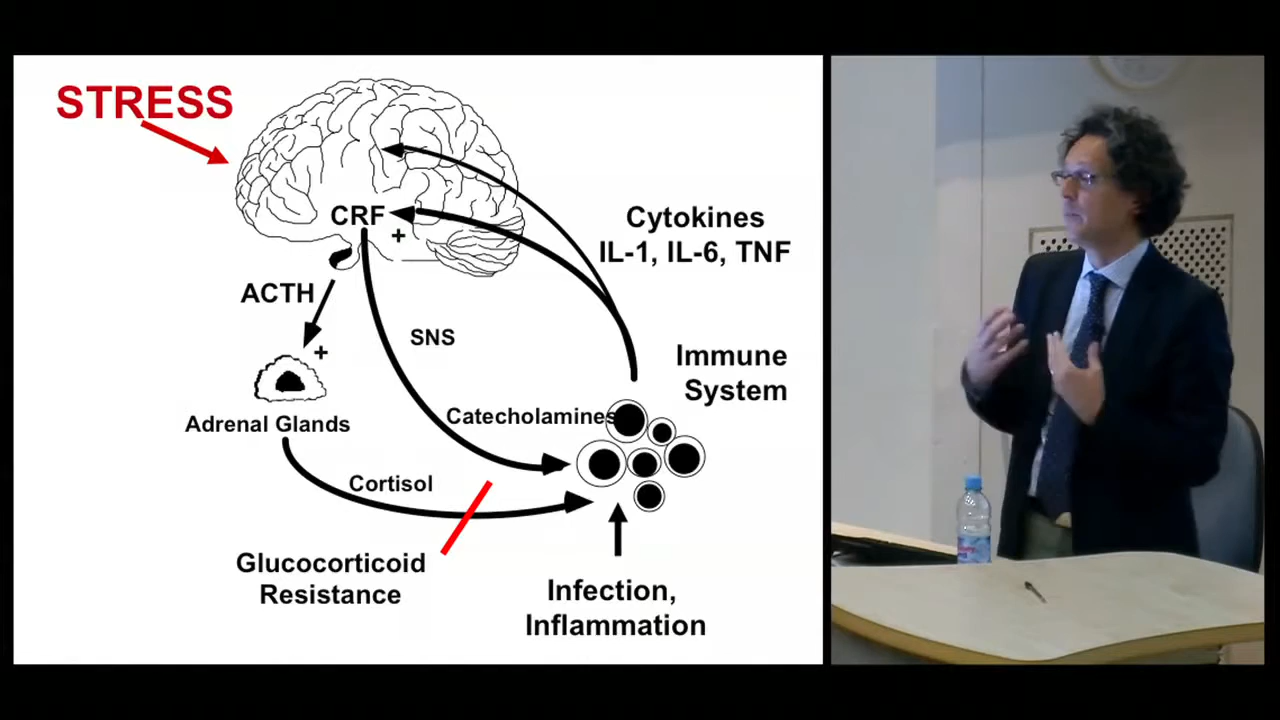 STRESS
CRF
+
Cytokines
IL-1, IL-6, TNF
ACTH
+
SNS
Immune
System
Catecholamines
Adrenal Glands
Cortisol
Glucocorticoid
Resistance
Infection,
Inflammation